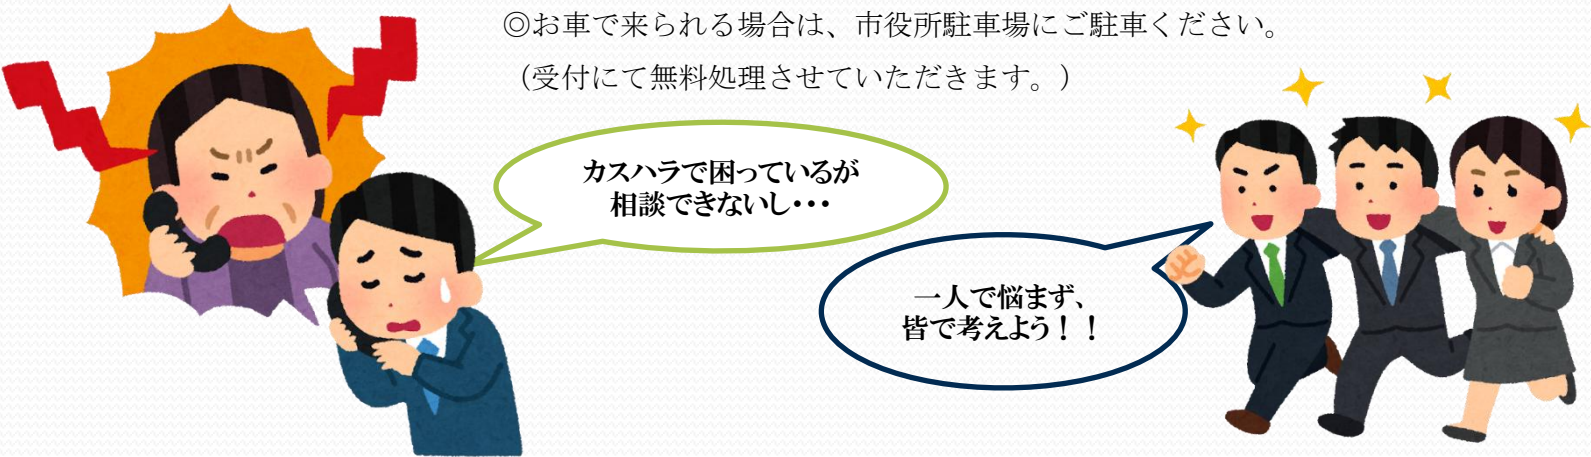 ◎お車で来られる場合は、市役所駐車場にご駐車ください。
（受付にて無料処理させていただきます。）
カスハラで困っているが
相談できないし・・・
一人で悩まず、
皆で考えよう！！